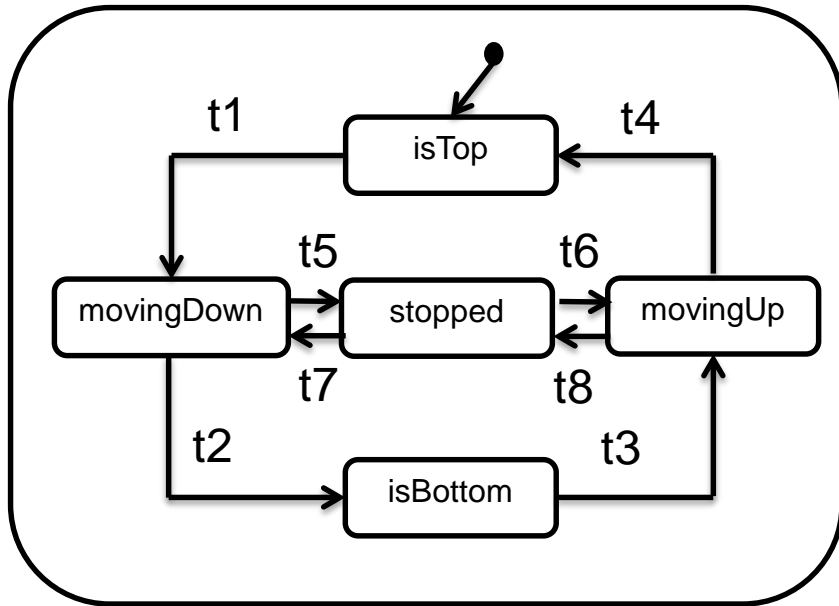 t1
t4
isTop
t5
t6
movingDown
stopped
movingUp
t7
t8
t2
t3
isBottom